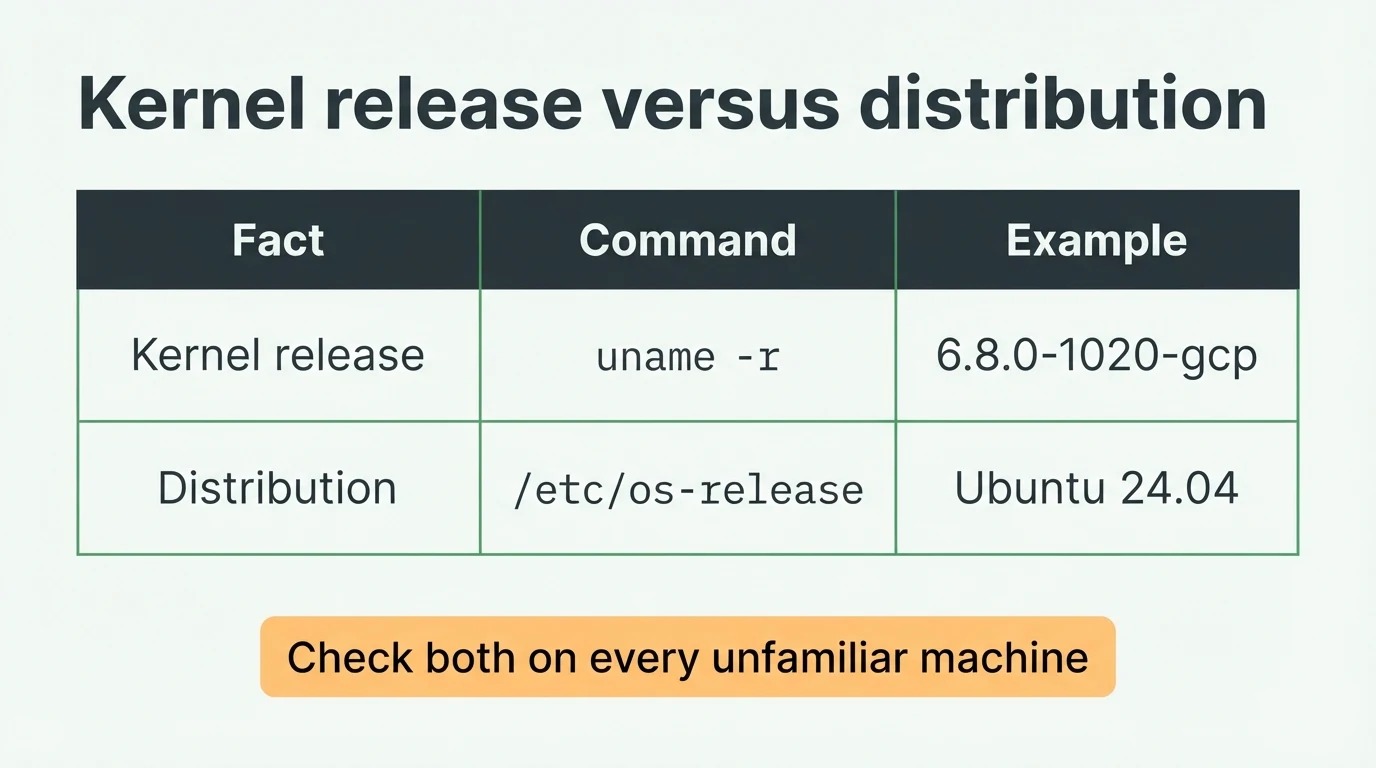 Kernel release versus distribution
Fact Command Example
Kernel release uname -r 6.8.0-1020-gcp
Distribution /etc/os-release Ubuntu 24.04
Check both on every unfamiliar machine